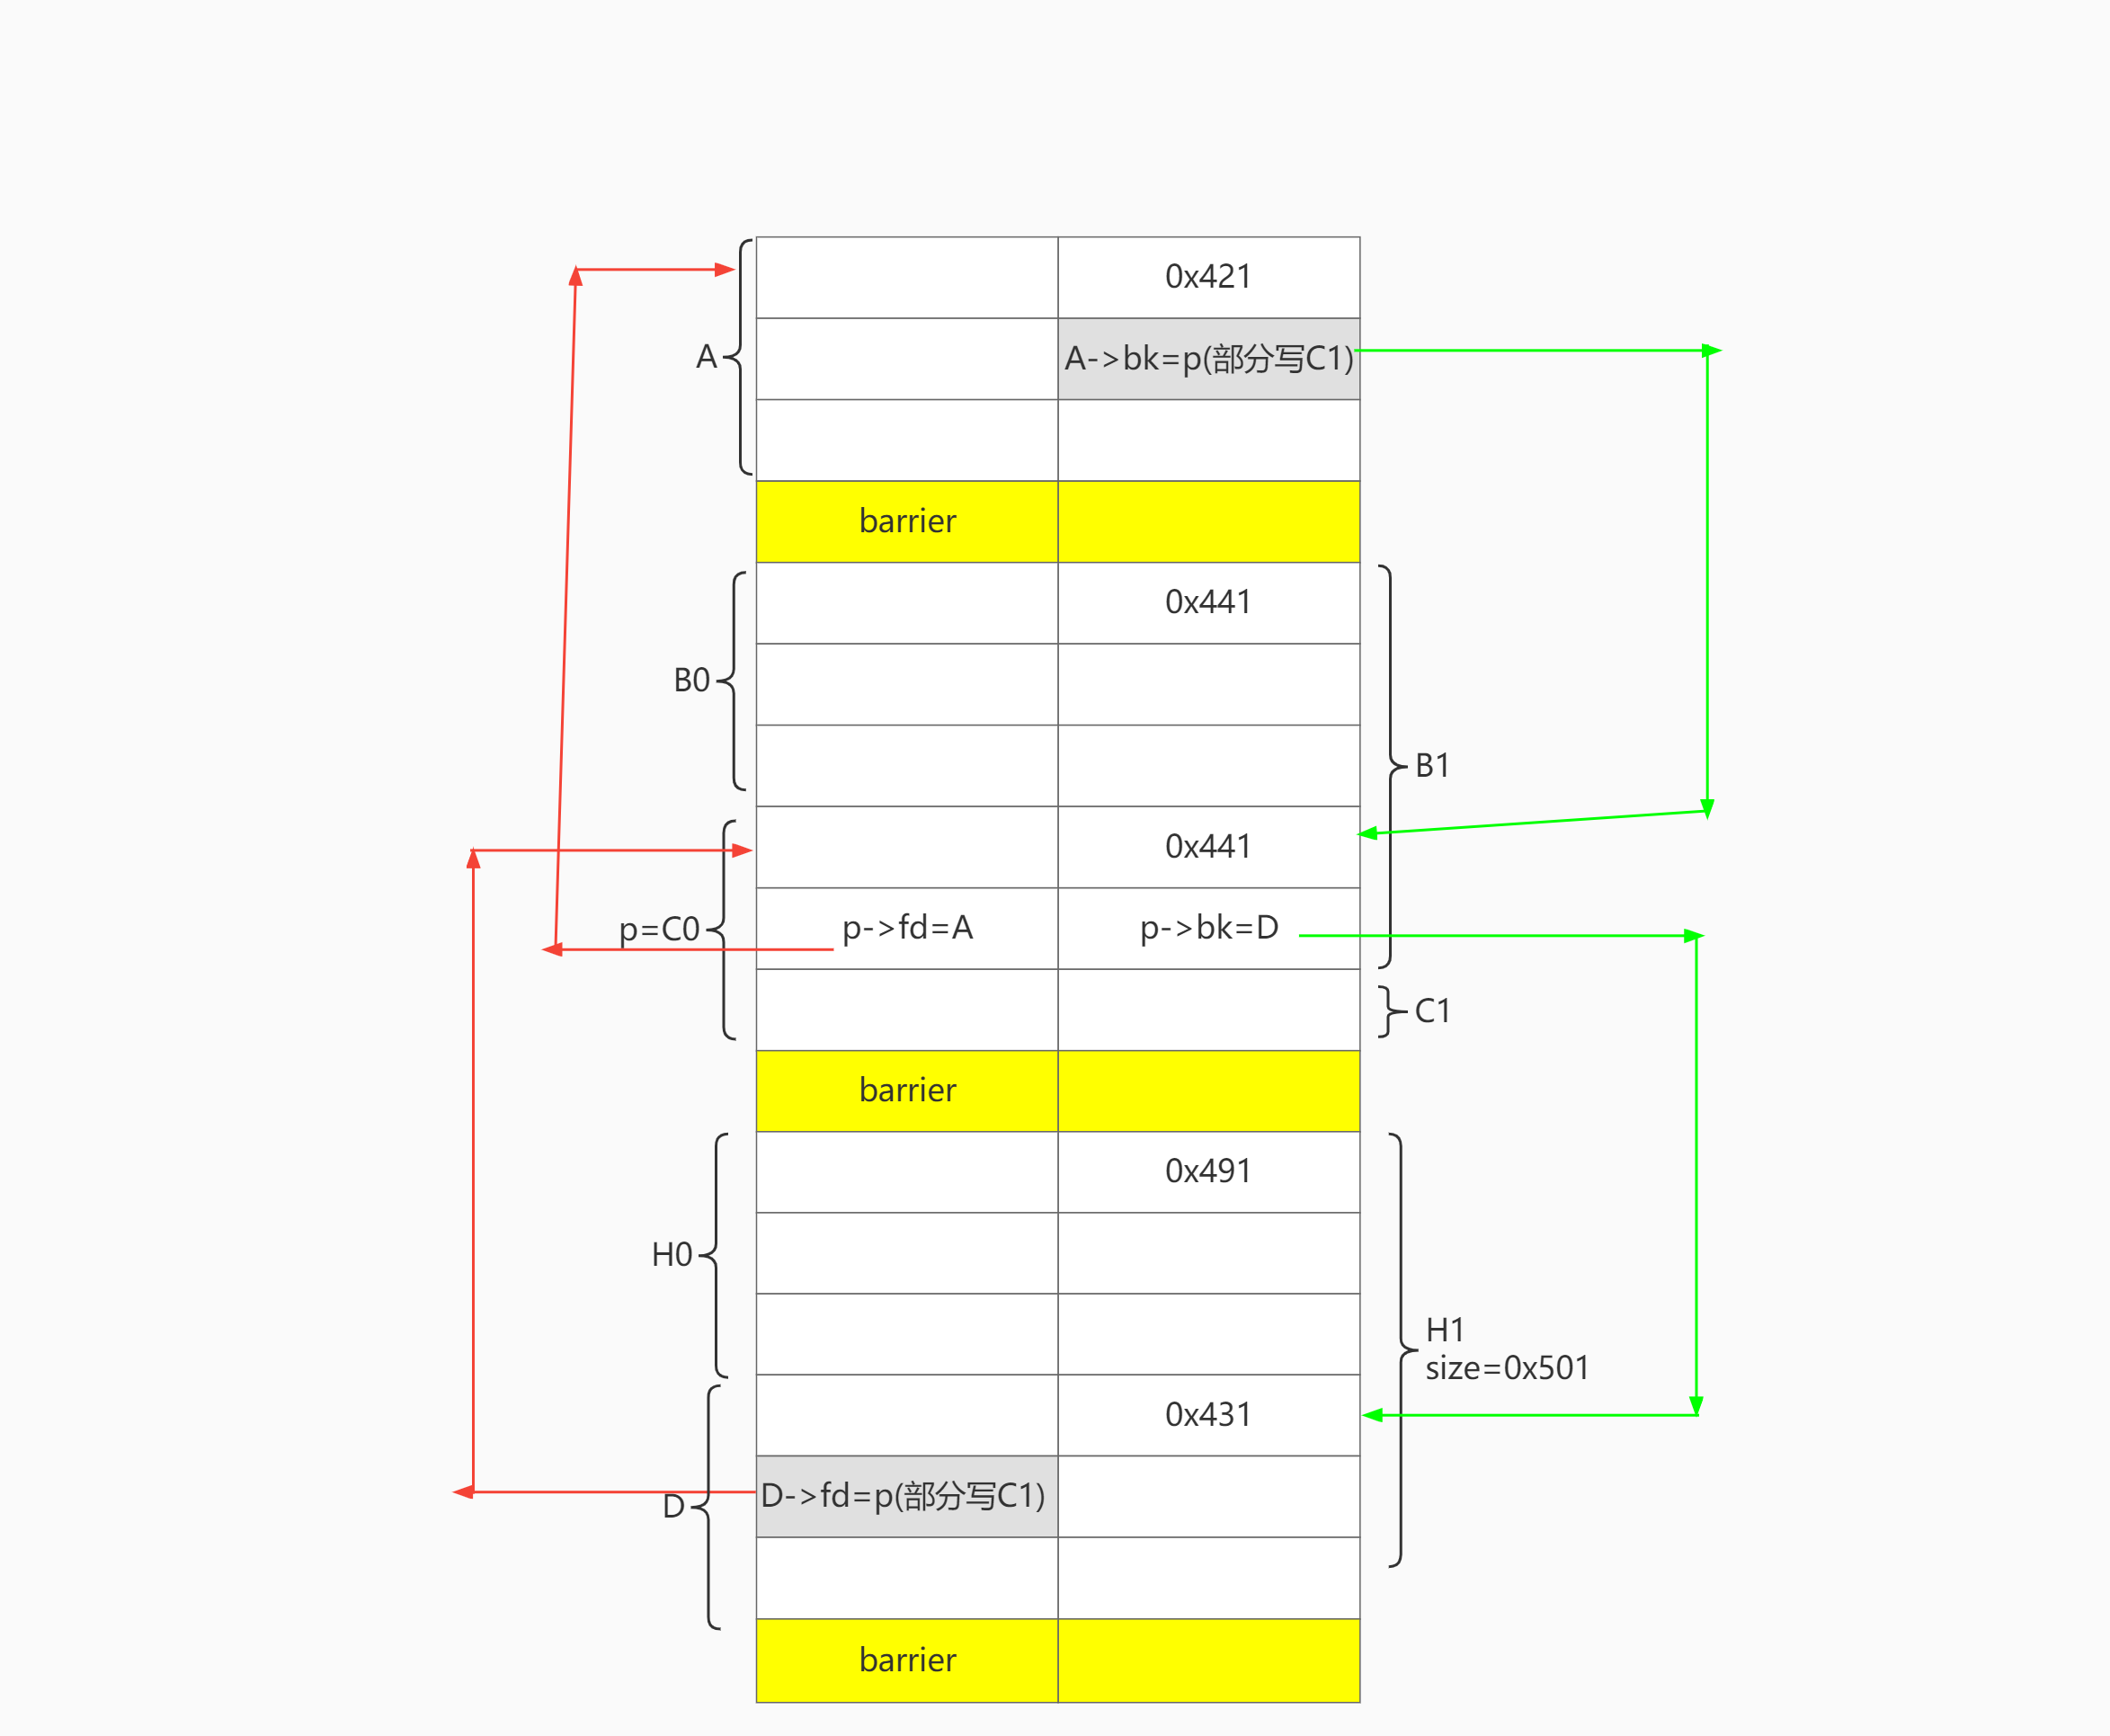 0x421
A
A->bk=p(部分写C1)
barrier
0x441
B0
B1
0x441
p=C0
p->fd=A
p->bk=D
C1
barrier
0x491
H0
H1
size=0x501
0x431
D
D->fd=p(部分写C1)
barrier